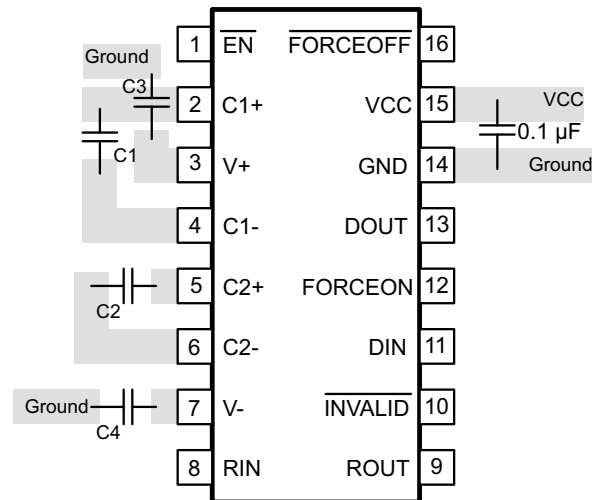 1 EN FORCEOFF 16
Ground
C3
2 C1+ VCC 15 VCC
C1
0.1 µF
3 V+ GND 14 Ground
4 C1- DOUT 13
5 C2+ FORCEON 12
C2
6 C2- DIN 11
Ground 7 V- INVALID 10
C4
8 RIN ROUT 9